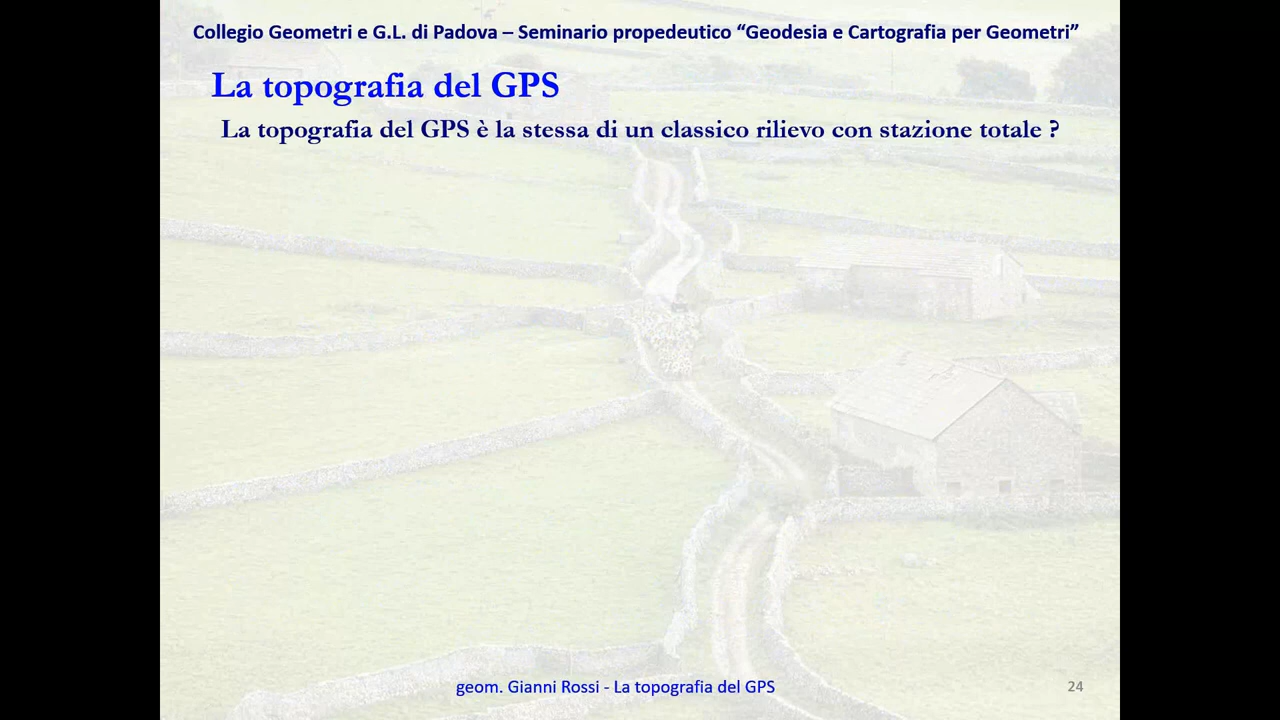 Collegio Geometri e G.L. di Padova – Seminario propedeutico “Geodesia e Cartografia per Geometri”
La topografia del GPS
La topografia del GPS è la stessa di un classico rilievo con stazione totale ?
geom. Gianni Rossi - La topografia del GPS
24